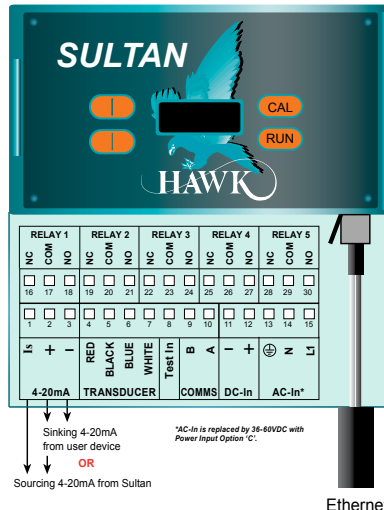 SULTAN
CAL
RUN
HAWK
RELAY 1 RELAY 2 RELAY 3 RELAY 4 RELAY 5
NC COM NO NC COM NO NC COM NO NC COM NO NC COM NO
16 17 18 19 20 21 22 23 24 25 26 27 28 29 30
1 2 3 4 5 6 7 8 9 10 11 12 13 14 15
Is + − RED BLACK BLUE WHITE Test In B A − + N L1
4-20mA TRANSDUCER COMMS DC-In AC-In*
Sinking 4-20mA
from user device
OR
Sourcing 4-20mA from Sultan
*AC-In is replaced by 36-60VDC with
Power Input Option ‘C’.
Ethernet